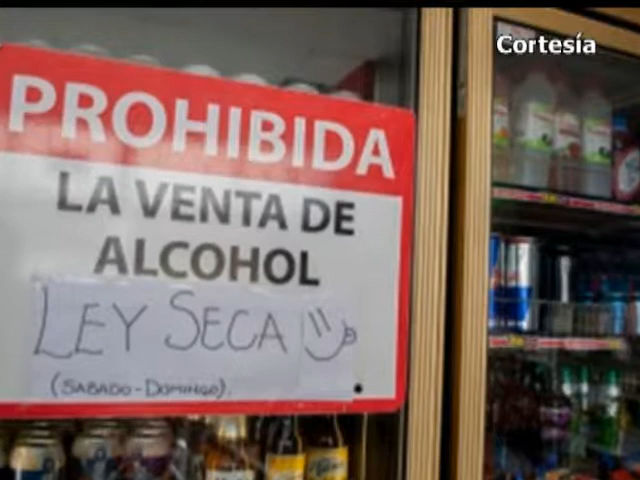 Cortesía
PROHIBIDA
LA VENTA DE
ALCOHOL
LEY SECA
(SABADO - DOMINGO).